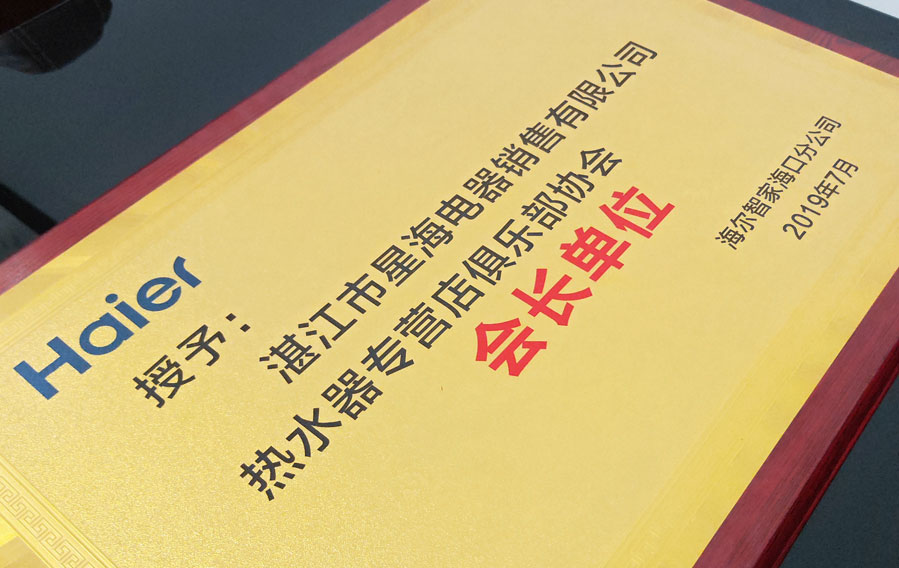 Haier
授予：
湛江市星海电器销售有限公司
热水器专营店俱乐部协会
会长单位
海尔智家海口分公司
2019年7月